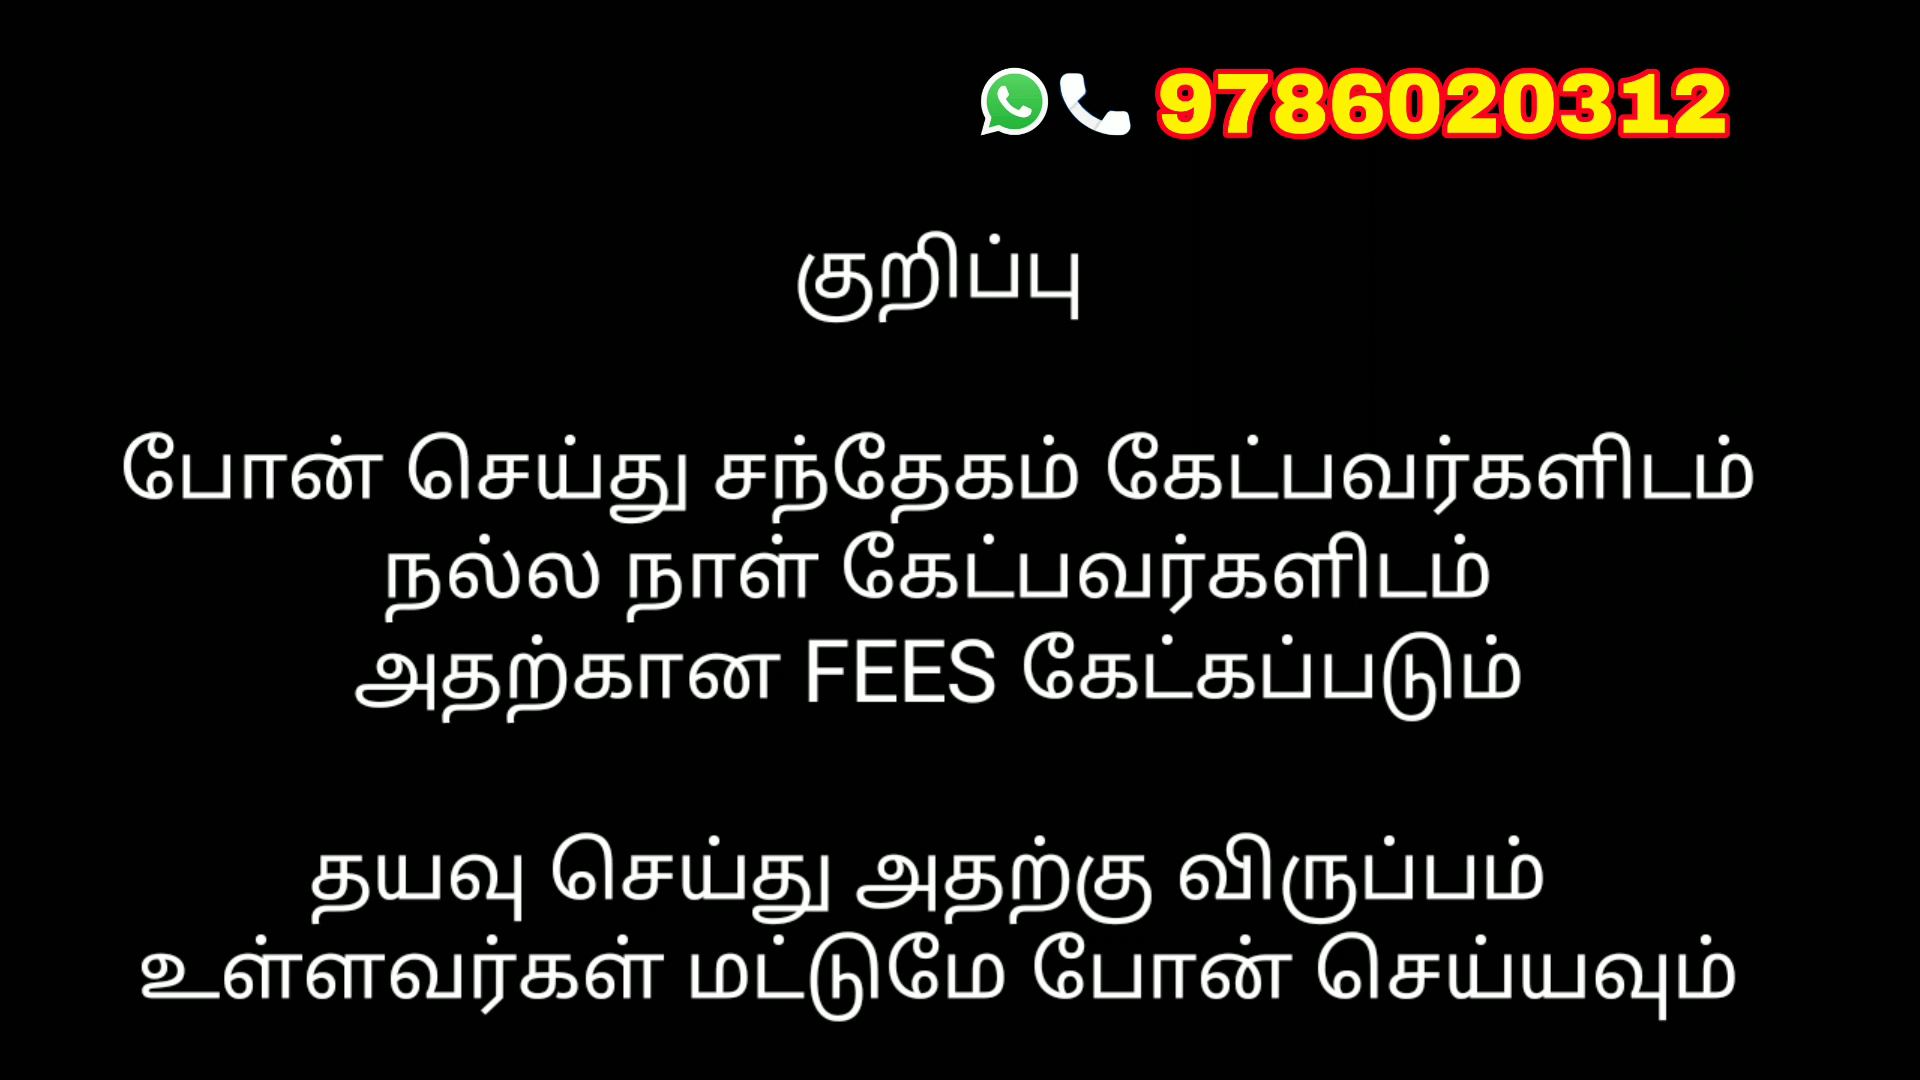 9786020312
குறிப்பு
போன் செய்து சந்தேகம் கேட்பவர்களிடம்
நல்ல நாள் கேட்பவர்களிடம்
அதற்கான FEES கேட்கப்படும்
தயவு செய்து அதற்கு விருப்பம்
உள்ளவர்கள் மட்டுமே போன் செய்யவும்